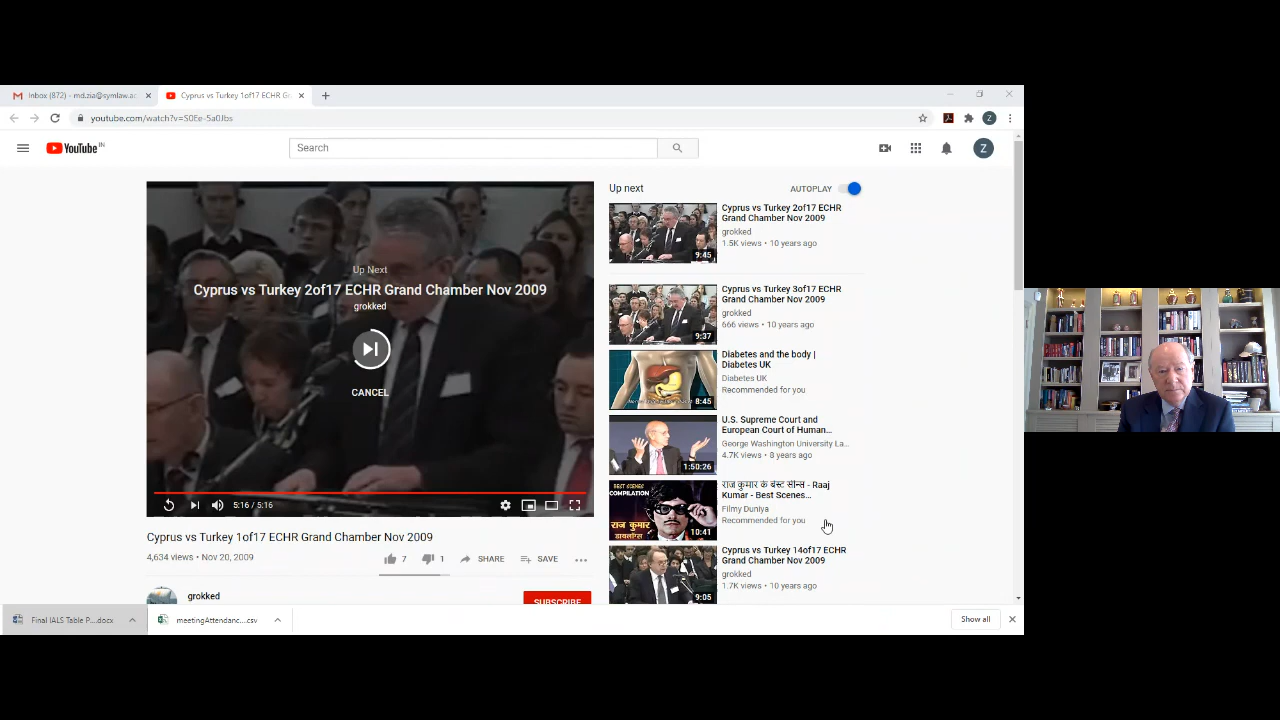 Inbox (872) - md.zia@symlaw.ac
Cyprus vs Turkey 1of17 ECHR Gr
youtube.com/watch?v=S0Ee-5a0Jbs
Z
YouTube IN
Search
Z
Up Next
Cyprus vs Turkey 2of17 ECHR Grand Chamber Nov 2009
grokked
CANCEL
5:16 / 5:16
Cyprus vs Turkey 1of17 ECHR Grand Chamber Nov 2009
4,634 views • Nov 20, 2009
7
1
SHARE
SAVE
grokked
SUBSCRIBE
Up next
AUTOPLAY
9:45
Cyprus vs Turkey 2of17 ECHR
Grand Chamber Nov 2009
grokked
1.5K views • 10 years ago
9:37
Cyprus vs Turkey 3of17 ECHR
Grand Chamber Nov 2009
grokked
666 views • 10 years ago
8:45
Diabetes and the body |
Diabetes UK
Diabetes UK
Recommended for you
1:50:26
U.S. Supreme Court and
European Court of Human...
George Washington University La...
4.7K views • 8 years ago
BEST SCENES
COMPILATION
राज कुमार
डायलॉग्स
10:41
राज कुमार के बेस्ट सीन्स - Raaj
Kumar - Best Scenes...
Filmy Duniya
Recommended for you
9:05
Cyprus vs Turkey 14of17 ECHR
Grand Chamber Nov 2009
grokked
1.7K views • 10 years ago
Final IALS Table P....docx
meetingAttendanc...csv
Show all